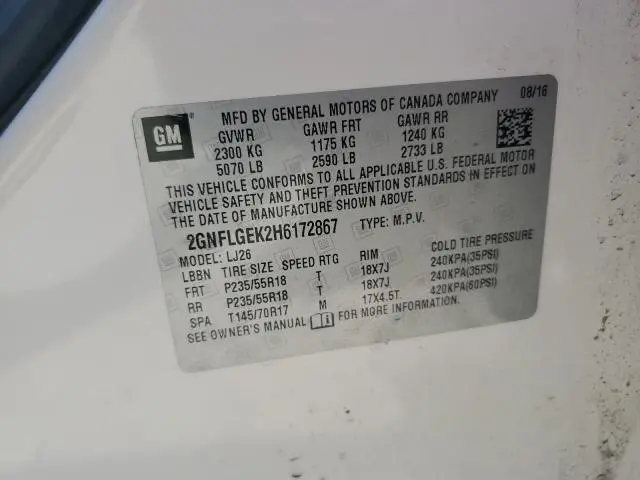 GM
MFD BY GENERAL MOTORS OF CANADA COMPANY 08/16
GVWR GAWR FRT GAWR RR
2300 KG 1175 KG 1240 KG
5070 LB 2590 LB 2733 LB
THIS VEHICLE CONFORMS TO ALL APPLICABLE U.S. FEDERAL MOTOR
VEHICLE SAFETY AND THEFT PREVENTION STANDARDS IN EFFECT ON
THE DATE OF MANUFACTURE SHOWN ABOVE.
2GNFLGEK2H6172867 TYPE: M.P.V.
MODEL: LJ26
LBBN TIRE SIZE SPEED RTG RIM COLD TIRE PRESSURE
FRT P235/55R18 T 18X7J 240KPA(35PSI)
RR P235/55R18 T 18X7J 240KPA(35PSI)
SPA T145/70R17 M 17X4.5T. 420KPA(60PSI)
SEE OWNER'S MANUAL FOR MORE INFORMATION.